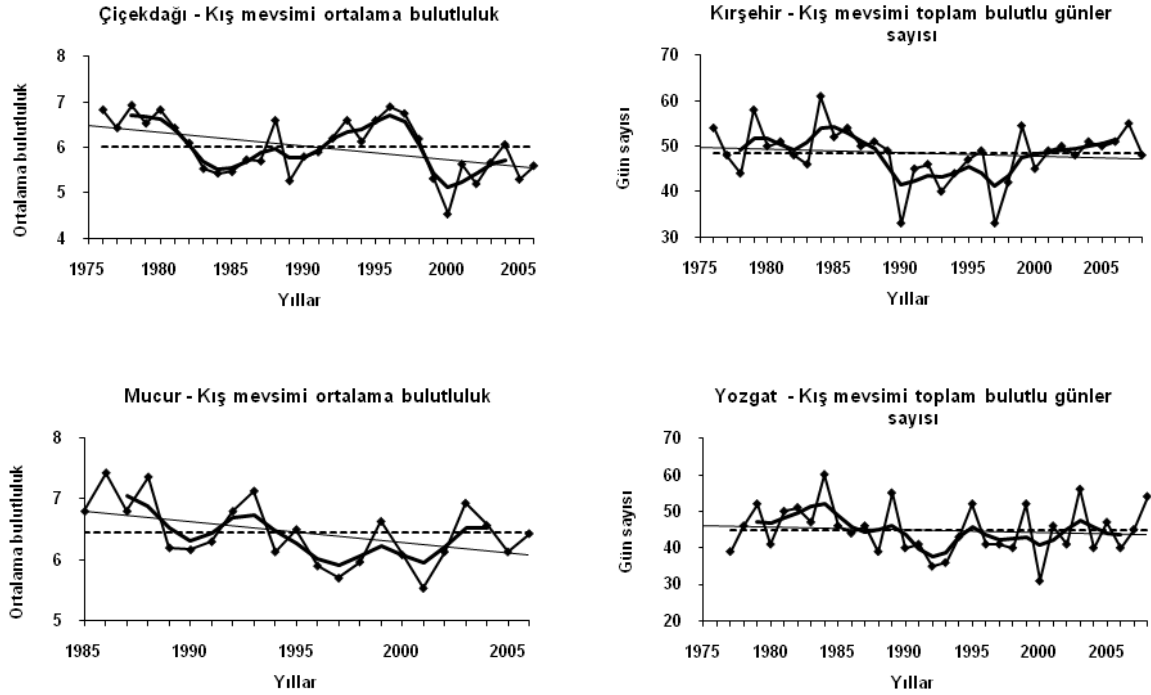 Çiçekdağı - Kış mevsimi ortalama bulutluluk
Ortalama bulutluluk
8
7
6
5
4
1975 1980 1985 1990 1995 2000 2005
Yıllar
Kırşehir - Kış mevsimi toplam bulutlu günler
sayısı
Gün sayısı
70
60
50
40
30
1975 1980 1985 1990 1995 2000 2005
Yıllar
Mucur - Kış mevsimi ortalama bulutluluk
Ortalama bulutluluk
8
7
6
5
1985 1990 1995 2000 2005
Yıllar
Yozgat - Kış mevsimi toplam bulutlu günler
sayısı
Gün sayısı
70
60
50
40
30
20
1975 1980 1985 1990 1995 2000 2005
Yıllar